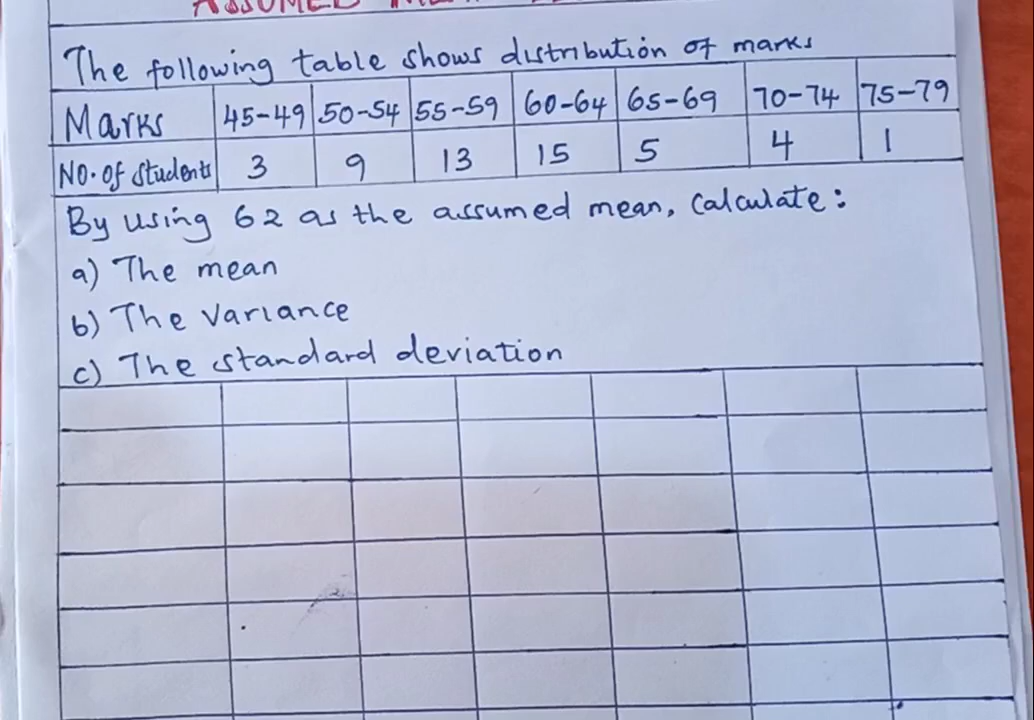 ASSUMED
The following table shows distribution of marks
Marks 45-49 50-54 55-59 60-64 65-69 70-74 75-79
NO. of students 3 9 13 15 5 4 1
By using 62 as the assumed mean, calculate:
a) The mean
b) The variance
c) The standard deviation